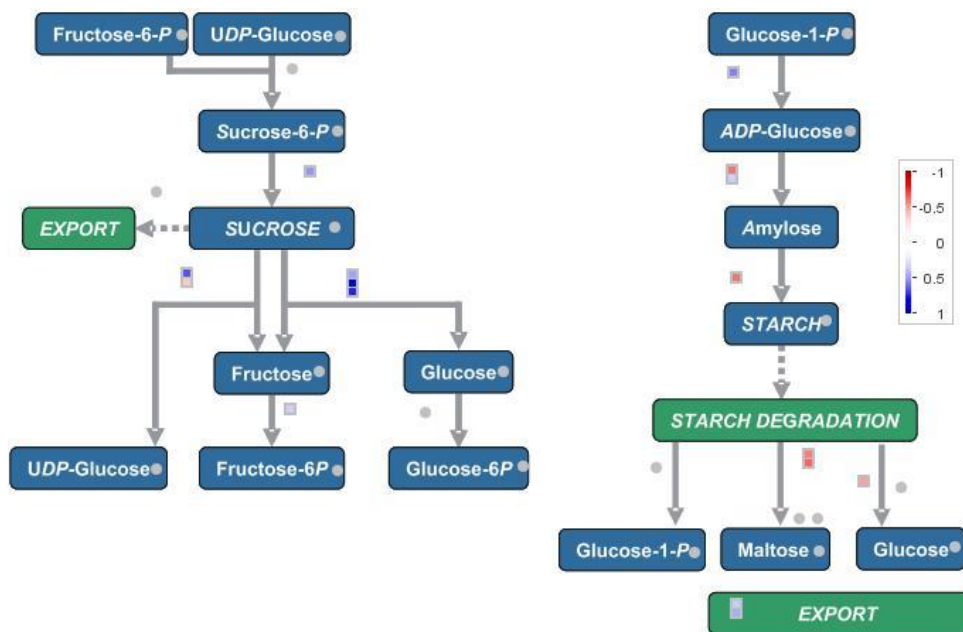 Fructose-6-P
UDP-Glucose
Glucose-1-P
Sucrose-6-P
ADP-Glucose
EXPORT
SUCROSE
Amylose
-1
-0.5
0
0.5
1
STARCH
Fructose
Glucose
STARCH DEGRADATION
UDP-Glucose
Fructose-6P
Glucose-6P
Glucose-1-P
Maltose
Glucose
EXPORT